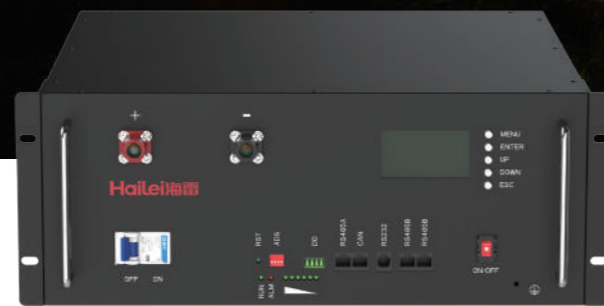 + -
MENU
ENTER
UP
DOWN
ESC
HaiLei海雷
RST
ADS
DO
RS485A
CAN
RS232
RS485B
RS485B
OFF ON
ON-OFF
RUN
ALM